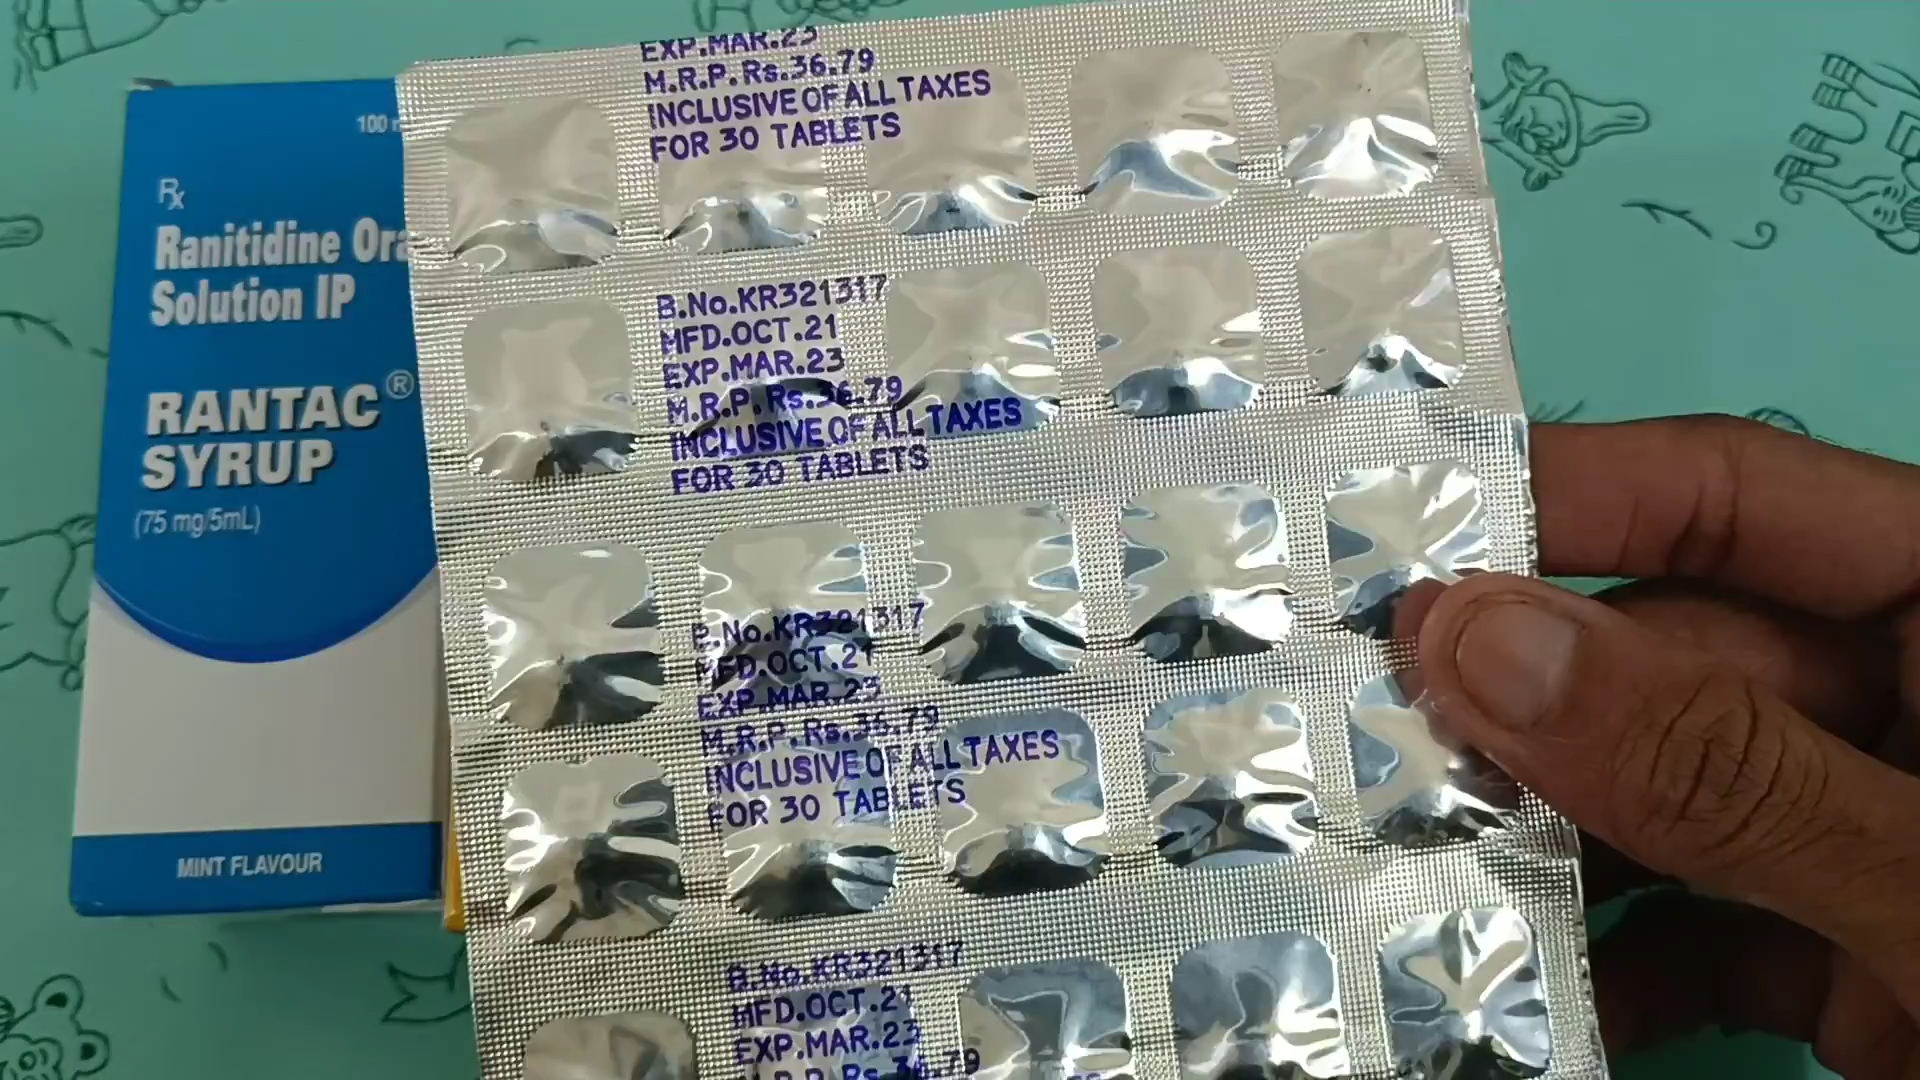 100
Rx
Ranitidine
Solution IP
RANTAC®
SYRUP
(75 mg/5mL)
MINT FLAVOUR
EXP.MAR.23
M.R.P.Rs.36.79
INCLUSIVE OF ALL TAXES
FOR 30 TABLETS
B.No.KR321317
MFD.OCT.21
EXP.MAR.23
M.R.P.Rs.36.79
INCLUSIVE OF ALL TAXES
FOR 30 TABLETS
B.No.KR321317
MFD.OCT.21
EXP.MAR.23
M.R.P.Rs.36.79
INCLUSIVE OF ALL TAXES
FOR 30 TABLETS
B.No.KR321317
MFD.OCT.21
EXP.MAR.23
Rs.36.79